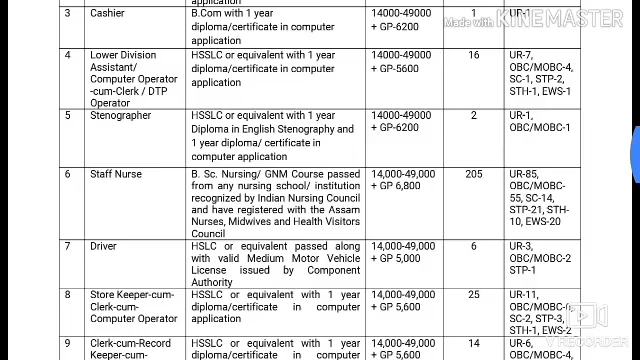 application
3 Cashier B.Com with 1 year 14000-49000 1 UR-1
diploma/certificate in computer + GP-6200
application
4 Lower Division HSSLC or equivalent with 1 year 14000-49000 16 UR-7,
Assistant/ diploma/certificate in computer + GP-5600 OBC/MOBC-4,
Computer Operator application SC-1, STP-2,
-cum-Clerk / DTP STH-1, EWS-1
Operator
5 Stenographer HSSLC or equivalent with 1 year 14000-49000 2 UR-1,
Diploma in English Stenography and + GP-6200 OBC/MOBC-1
1 year diploma/ certificate in
computer application
6 Staff Nurse B. Sc. Nursing/ GNM Course passed 14,000-49,000 205 UR-85,
from any nursing school/ institution + GP 6,800 OBC/MOBC-
recognized by Indian Nursing Council 55, SC-14,
and have registered with the Assam STP-21, STH-
Nurses, Midwives and Health Visitors 10, EWS-20
Council
7 Driver HSLC or equivalent passed along 14,000-49,000 6 UR-3,
with valid Medium Motor Vehicle + GP 5,000 OBC/MOBC-2
License issued by Component STP-1
Authority
8 Store Keeper-cum- HSSLC or equivalent with 1 year 14,000-49,000 25 UR-11,
Clerk-cum- diploma/certificate in computer + GP 5,600 OBC/MOBC-6,
Computer Operator application SC-2, STP-3,
STH-1, EWS-2
9 Clerk-cum-Record HSSLC or equivalent with 1 year 14,000-49,000 14 UR-6,
Keeper-cum- diploma/certificate in computer + GP 5,600 OBC/MOBC-4,
Made with KINEMASTER
V RECORDER